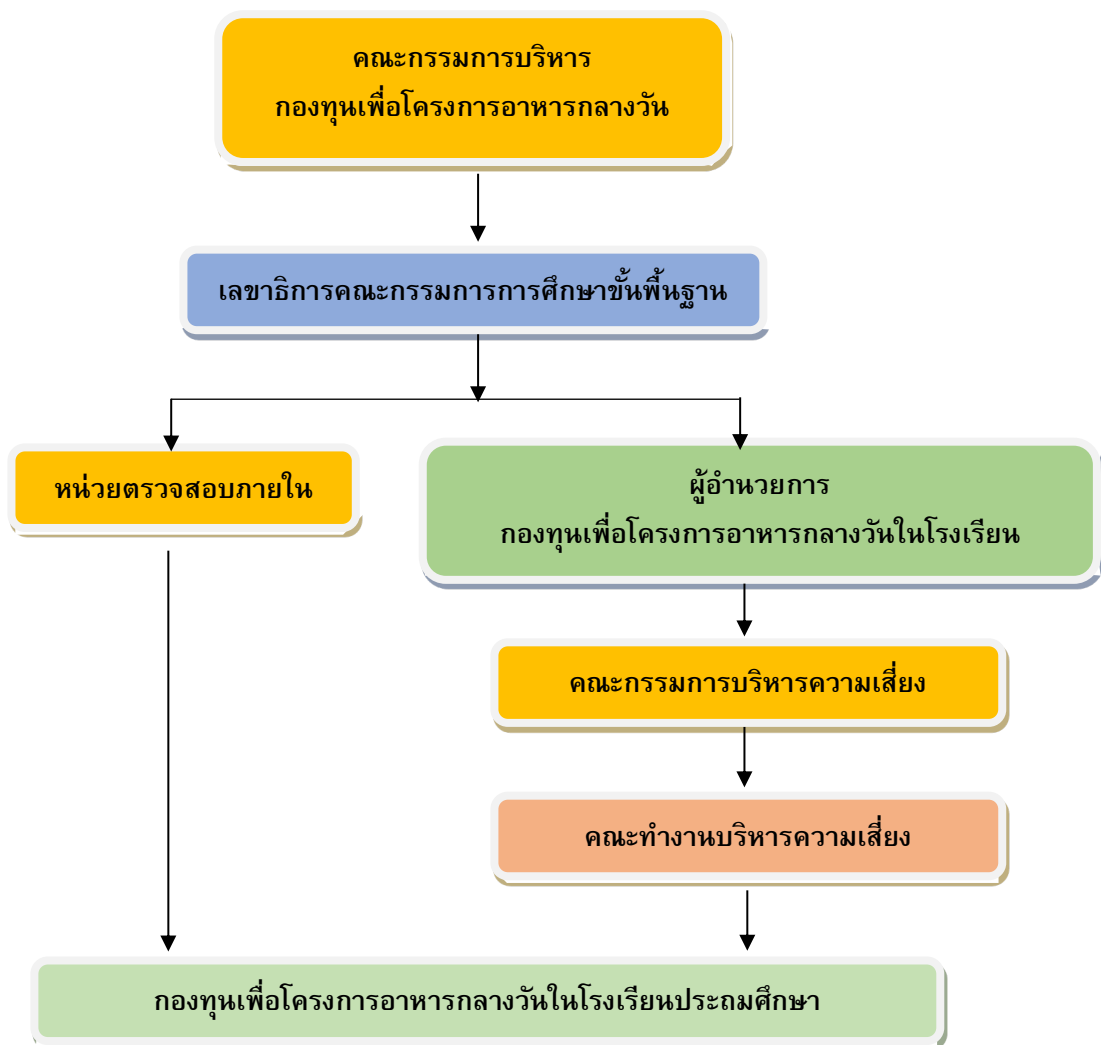 คณะกรรมการบริหาร
กองทุนเพื่อโครงการอาหารกลางวัน
เลขาธิการคณะกรรมการการศึกษาขั้นพื้นฐาน
หน่วยตรวจสอบภายใน
ผู้อำนวยการ
กองทุนเพื่อโครงการอาหารกลางวันในโรงเรียน
คณะกรรมการบริหารความเสี่ยง
คณะทำงานบริหารความเสี่ยง
กองทุนเพื่อโครงการอาหารกลางวันในโรงเรียนประถมศึกษา